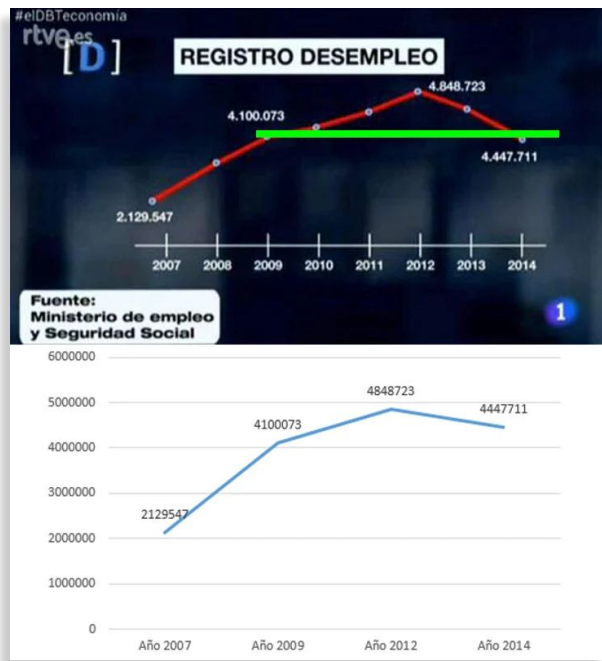 #elDBTeconomía
rtve.es
[D]
REGISTRO DESEMPLEO
4.848.723
4.100.073
4.447.711
2.129.547
2007 2008 2009 2010 2011 2012 2013 2014
Fuente:
Ministerio de empleo
y Seguridad Social
1
6000000
5000000
4000000
3000000
2000000
1000000
0
4848723
4447711
4100073
2129547
Año 2007 Año 2009 Año 2012 Año 2014